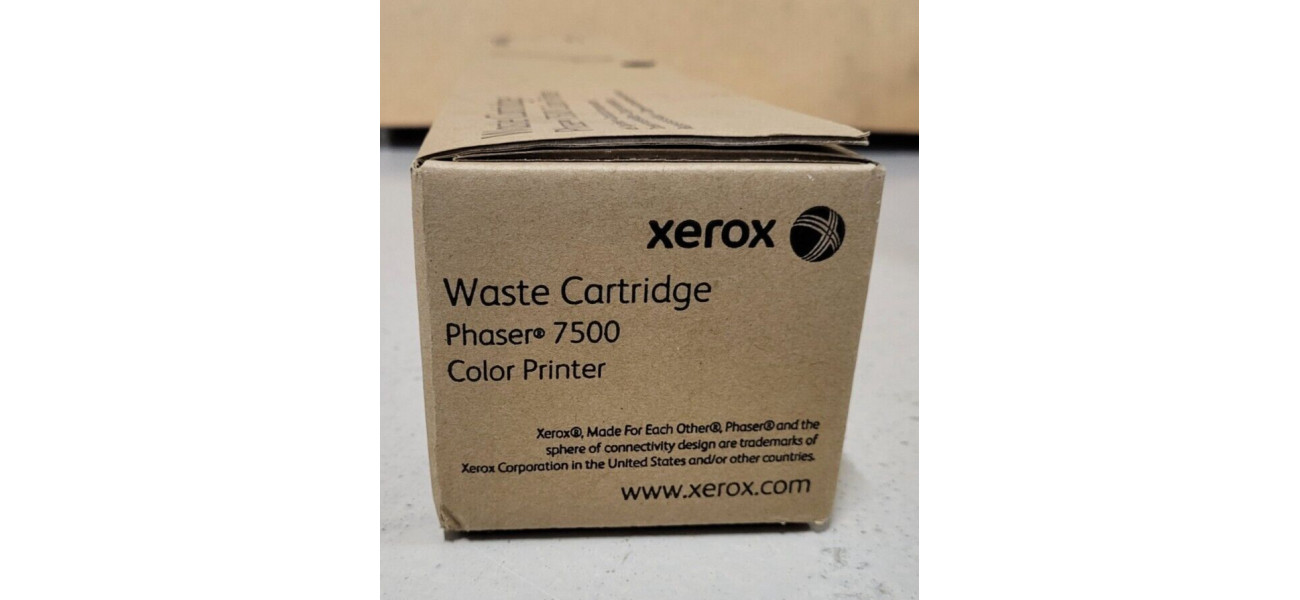 xerox
Waste Cartridge
Phaser® 7500
Color Printer
Xerox®, Made For Each Other®, Phaser® and the
sphere of connectivity design are trademarks of
Xerox Corporation in the United States and/or other countries.
www.xerox.com